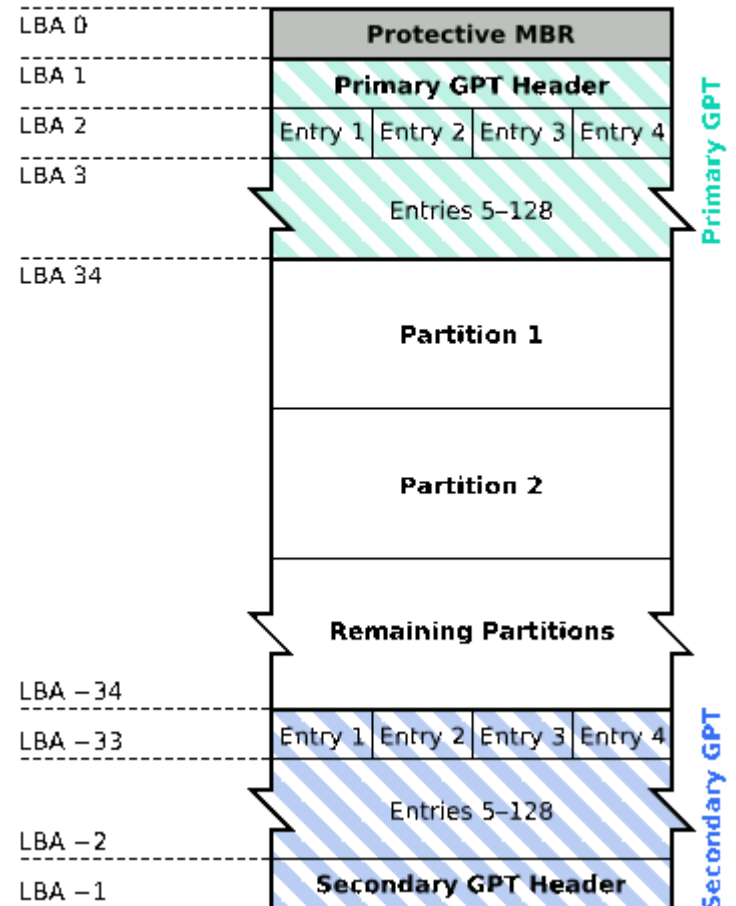 LBA 0
Protective MBR
LBA 1
Primary GPT Header
LBA 2
Entry 1 Entry 2 Entry 3 Entry 4
LBA 3
Entries 5–128
Primary GPT
LBA 34
Partition 1
Partition 2
Remaining Partitions
LBA −34
LBA −33
Entry 1 Entry 2 Entry 3 Entry 4
Entries 5–128
Secondary GPT
LBA −2
LBA −1
Secondary GPT Header